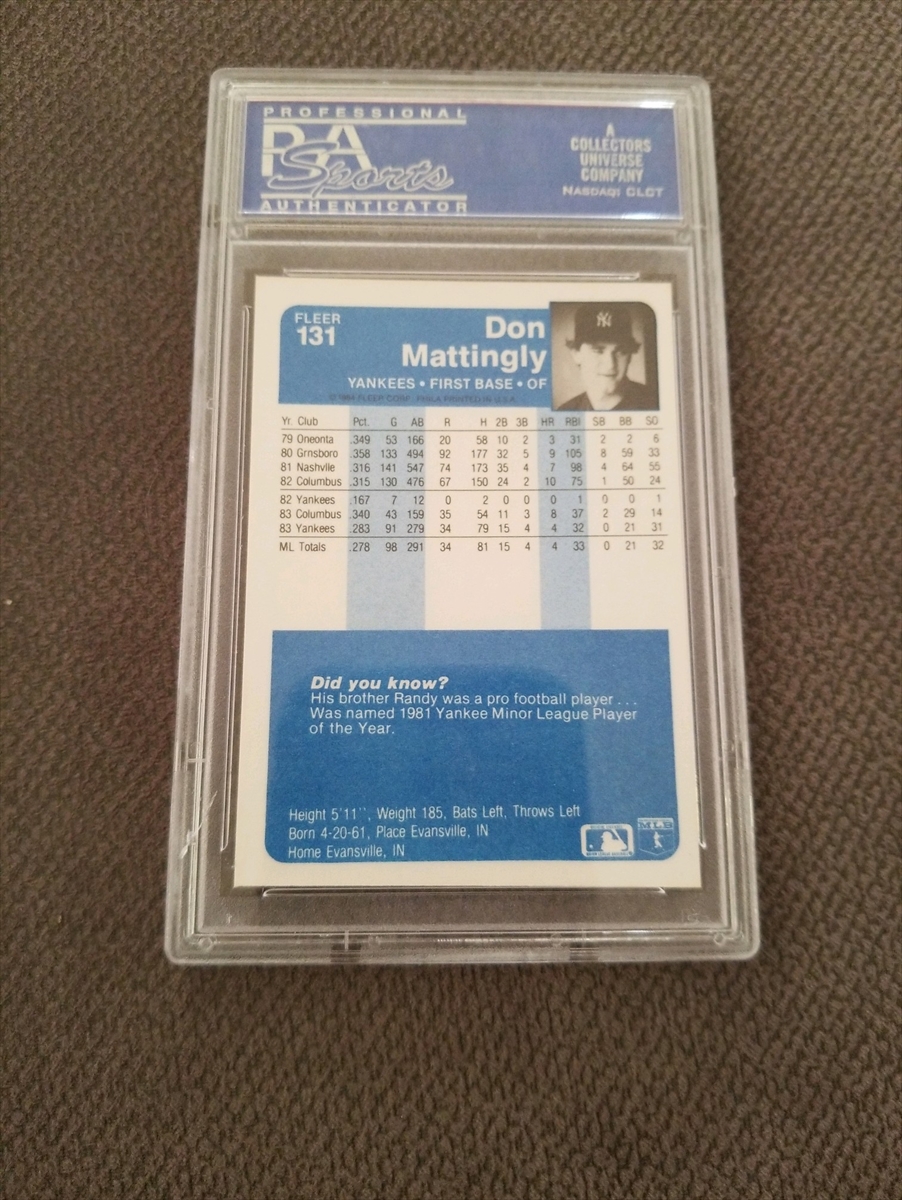 PROFESSIONAL
PSA
Sports
AUTHENTICATOR
A
COLLECTORS
UNIVERSE
COMPANY
NASDAQ: CLCT
FLEER
131
Don
Mattingly
YANKEES • FIRST BASE • OF
© 1984 FLEER CORP. PHILA PRINTED IN U.S.A.
NY
Yr. Club Pct. G AB R H 2B 3B HR RBI SB BB SO
79 Oneonta .349 53 166 20 58 10 2 3 31 2 2 6
80 Grnsboro .358 133 494 92 177 32 5 9 105 8 59 33
81 Nashvlle .316 141 547 74 173 35 4 7 98 4 64 55
82 Columbus .315 130 476 67 150 24 2 10 75 1 50 24
82 Yankees .167 7 12 0 2 0 0 0 1 0 0 1
83 Columbus .340 43 159 35 54 11 3 8 37 2 29 14
83 Yankees .283 91 279 34 79 15 4 4 32 0 21 31
ML Totals .278 98 291 34 81 15 4 4 33 0 21 32
Did you know?
His brother Randy was a pro football player . . .
Was named 1981 Yankee Minor League Player
of the Year.
Height 5'11'', Weight 185, Bats Left, Throws Left
Born 4-20-61, Place Evansville, IN
Home Evansville, IN
MLB